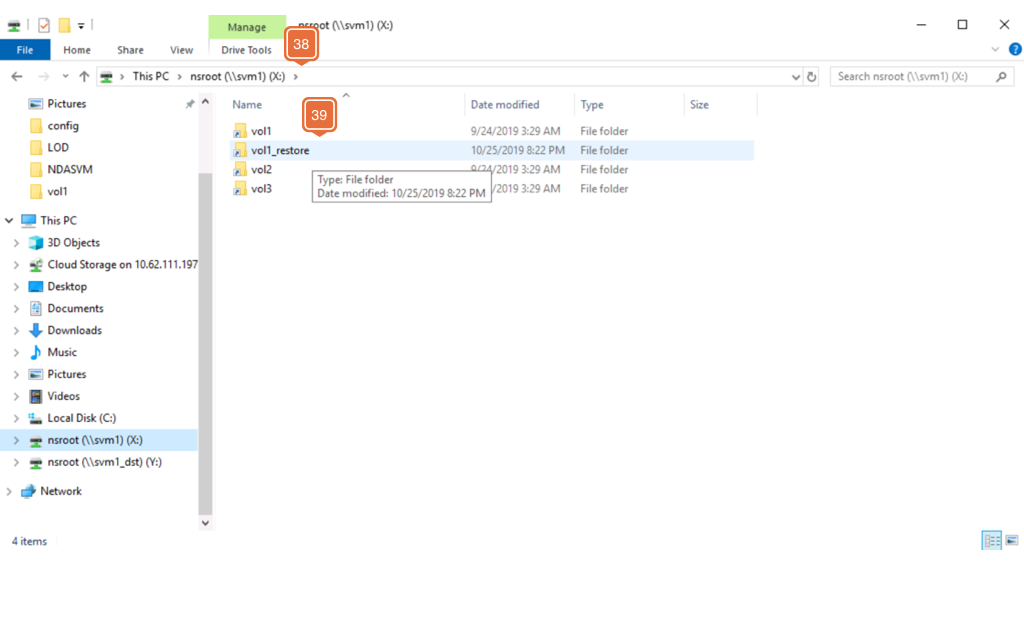 Manage
nsroot (\\svm1) (X:)
File
Home
Share
View
Drive Tools
38
This PC
nsroot (\\svm1) (X:)
Search nsroot (\\svm1) (X:)
Pictures
config
LOD
NDASVM
vol1
This PC
3D Objects
Cloud Storage on 10.62.111.197
Desktop
Documents
Downloads
Music
Pictures
Videos
Local Disk (C:)
nsroot (\\svm1) (X:)
nsroot (\\svm1_dst) (Y:)
Network
Name
Date modified
Type
Size
39
vol1
9/24/2019 3:29 AM
File folder
vol1_restore
10/25/2019 8:22 PM
File folder
vol2
9/24/2019 3:29 AM
File folder
vol3
/2019 3:29 AM
File folder
Type: File folder
Date modified: 10/25/2019 8:22 PM
4 items